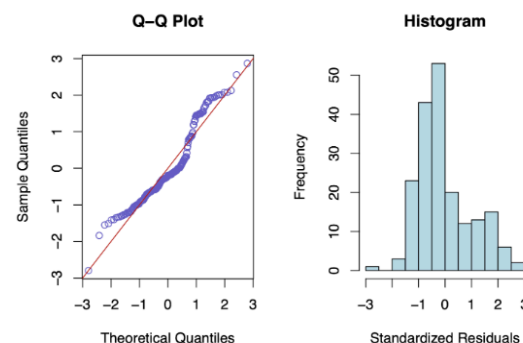 Q−Q Plot
Sample Quantiles
3
2
1
0
−1
−2
−3
−3 −2 −1 0 1 2 3
Theoretical Quantiles
Histogram
Frequency
50
40
30
20
10
0
−3 −1 0 1 2 3
Standardized Residuals